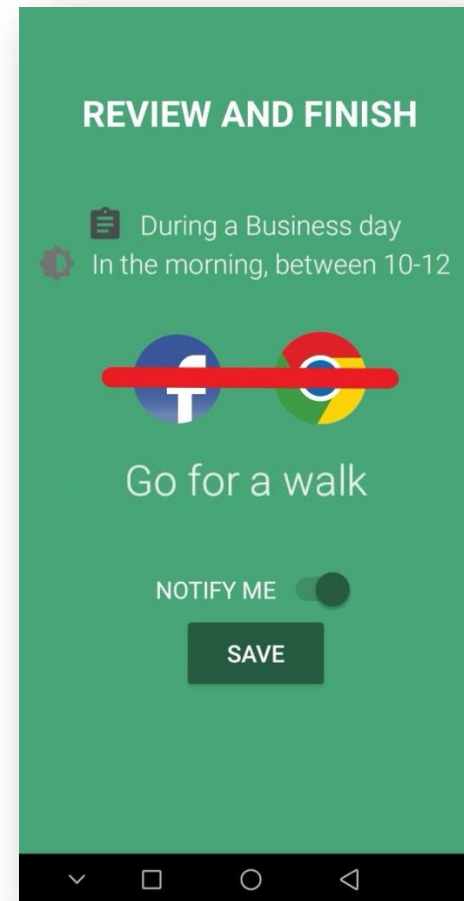 REVIEW AND FINISH
During a Business day
In the morning, between 10-12
Go for a walk
NOTIFY ME
SAVE